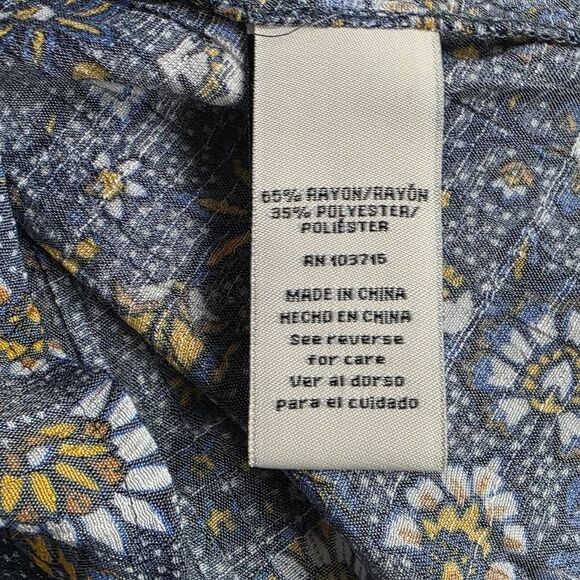 65% RAYON/RAYÓN
35% POLYESTER/
POLIÉSTER
RN 103715
MADE IN CHINA
HECHO EN CHINA
See reverse
for care
Ver al dorso
para el cuidado